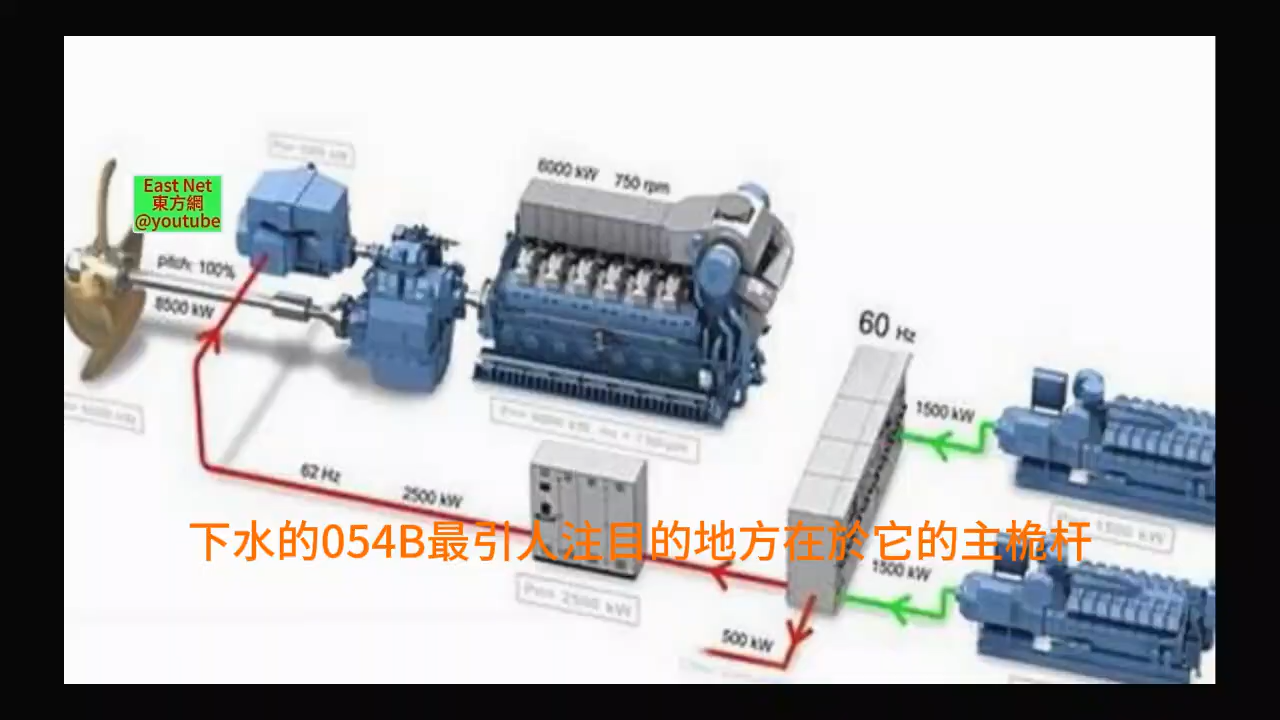 East Net
東方網
@youtube
6000 kW 750 rpm
pitch: 100%
8500 kW
60 Hz
1500 kW
62 Hz
2500 kW
下水的054B最引人注目的地方在於它的主桅杆
1500 kW
500 kW